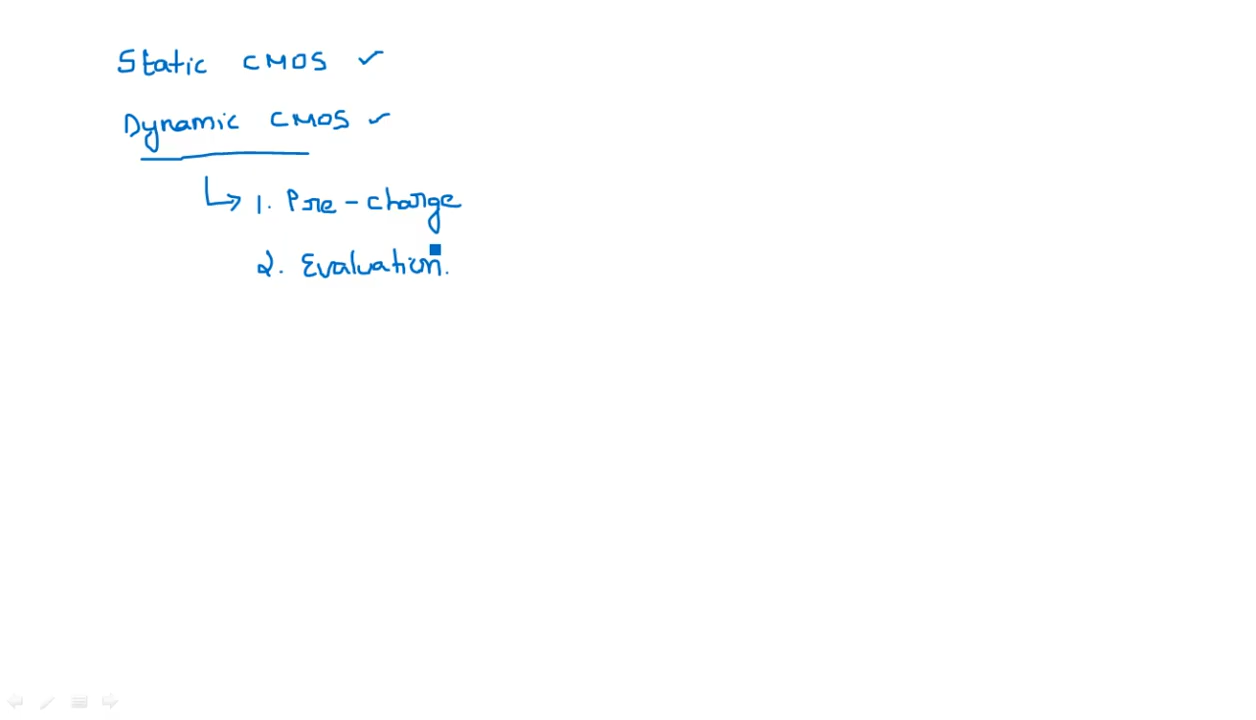 Static CMOS ✓
Dynamic CMOS ✓
↳ 1. Pre-charge
2. Evaluation.